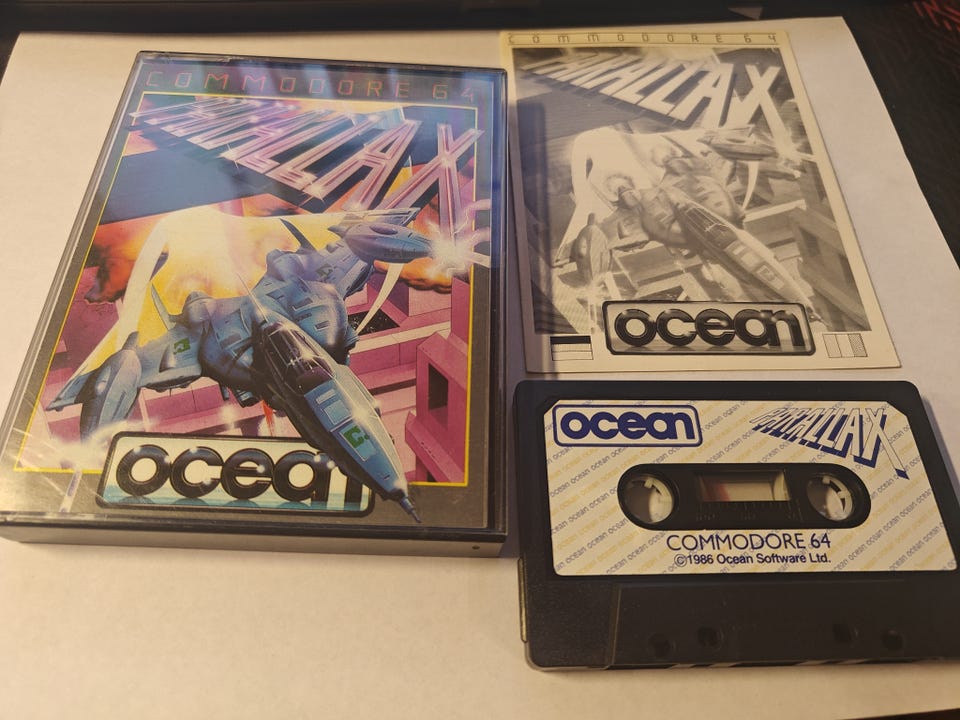 COMMODORE 64
PARALLAX
ocean
COMMODORE 64
PARALLAX
ocean
ocean
PARALLAX
COMMODORE 64
©1986 Ocean Software Ltd.